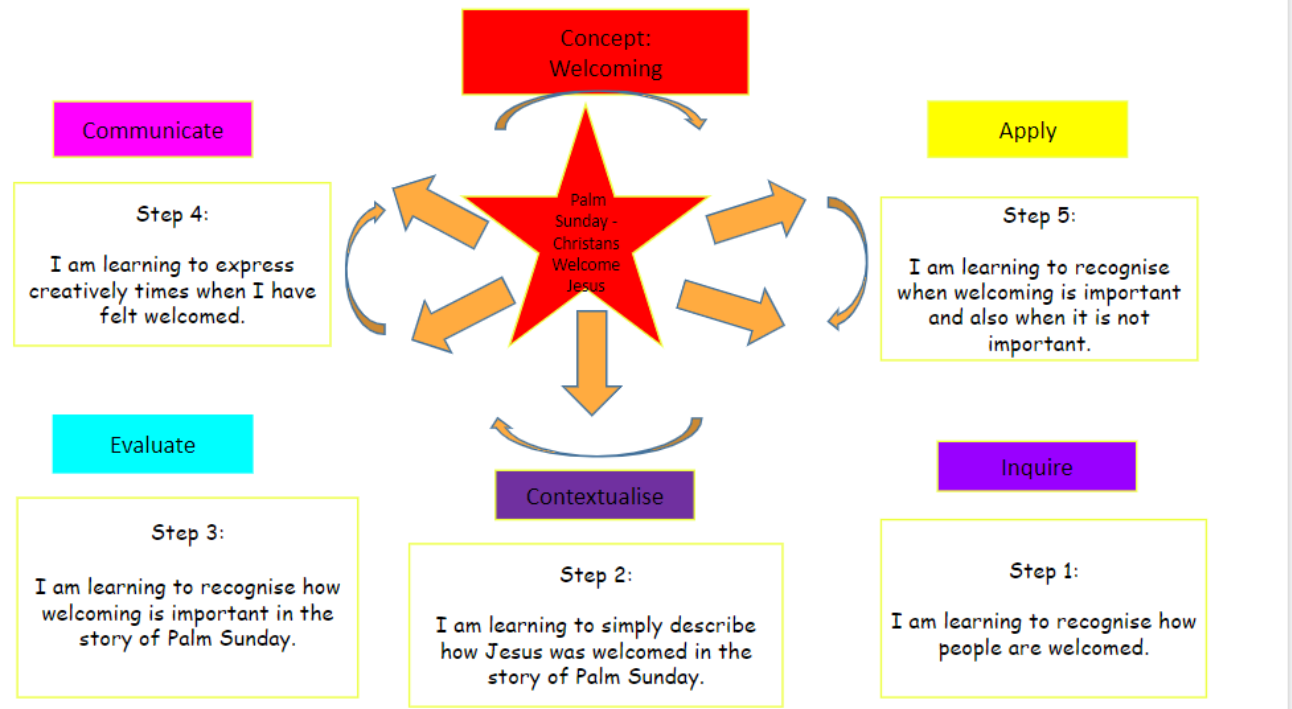 Concept:
Welcoming
Communicate
Apply
Palm
Sunday -
Christans
Welcome
Jesus
Step 4:
I am learning to express
creatively times when I have
felt welcomed.
Step 5:
I am learning to recognise
when welcoming is important
and also when it is not
important.
Evaluate
Contextualise
Inquire
Step 3:
I am learning to recognise how
welcoming is important in the
story of Palm Sunday.
Step 2:
I am learning to simply describe
how Jesus was welcomed in the
story of Palm Sunday.
Step 1:
I am learning to recognise how
people are welcomed.